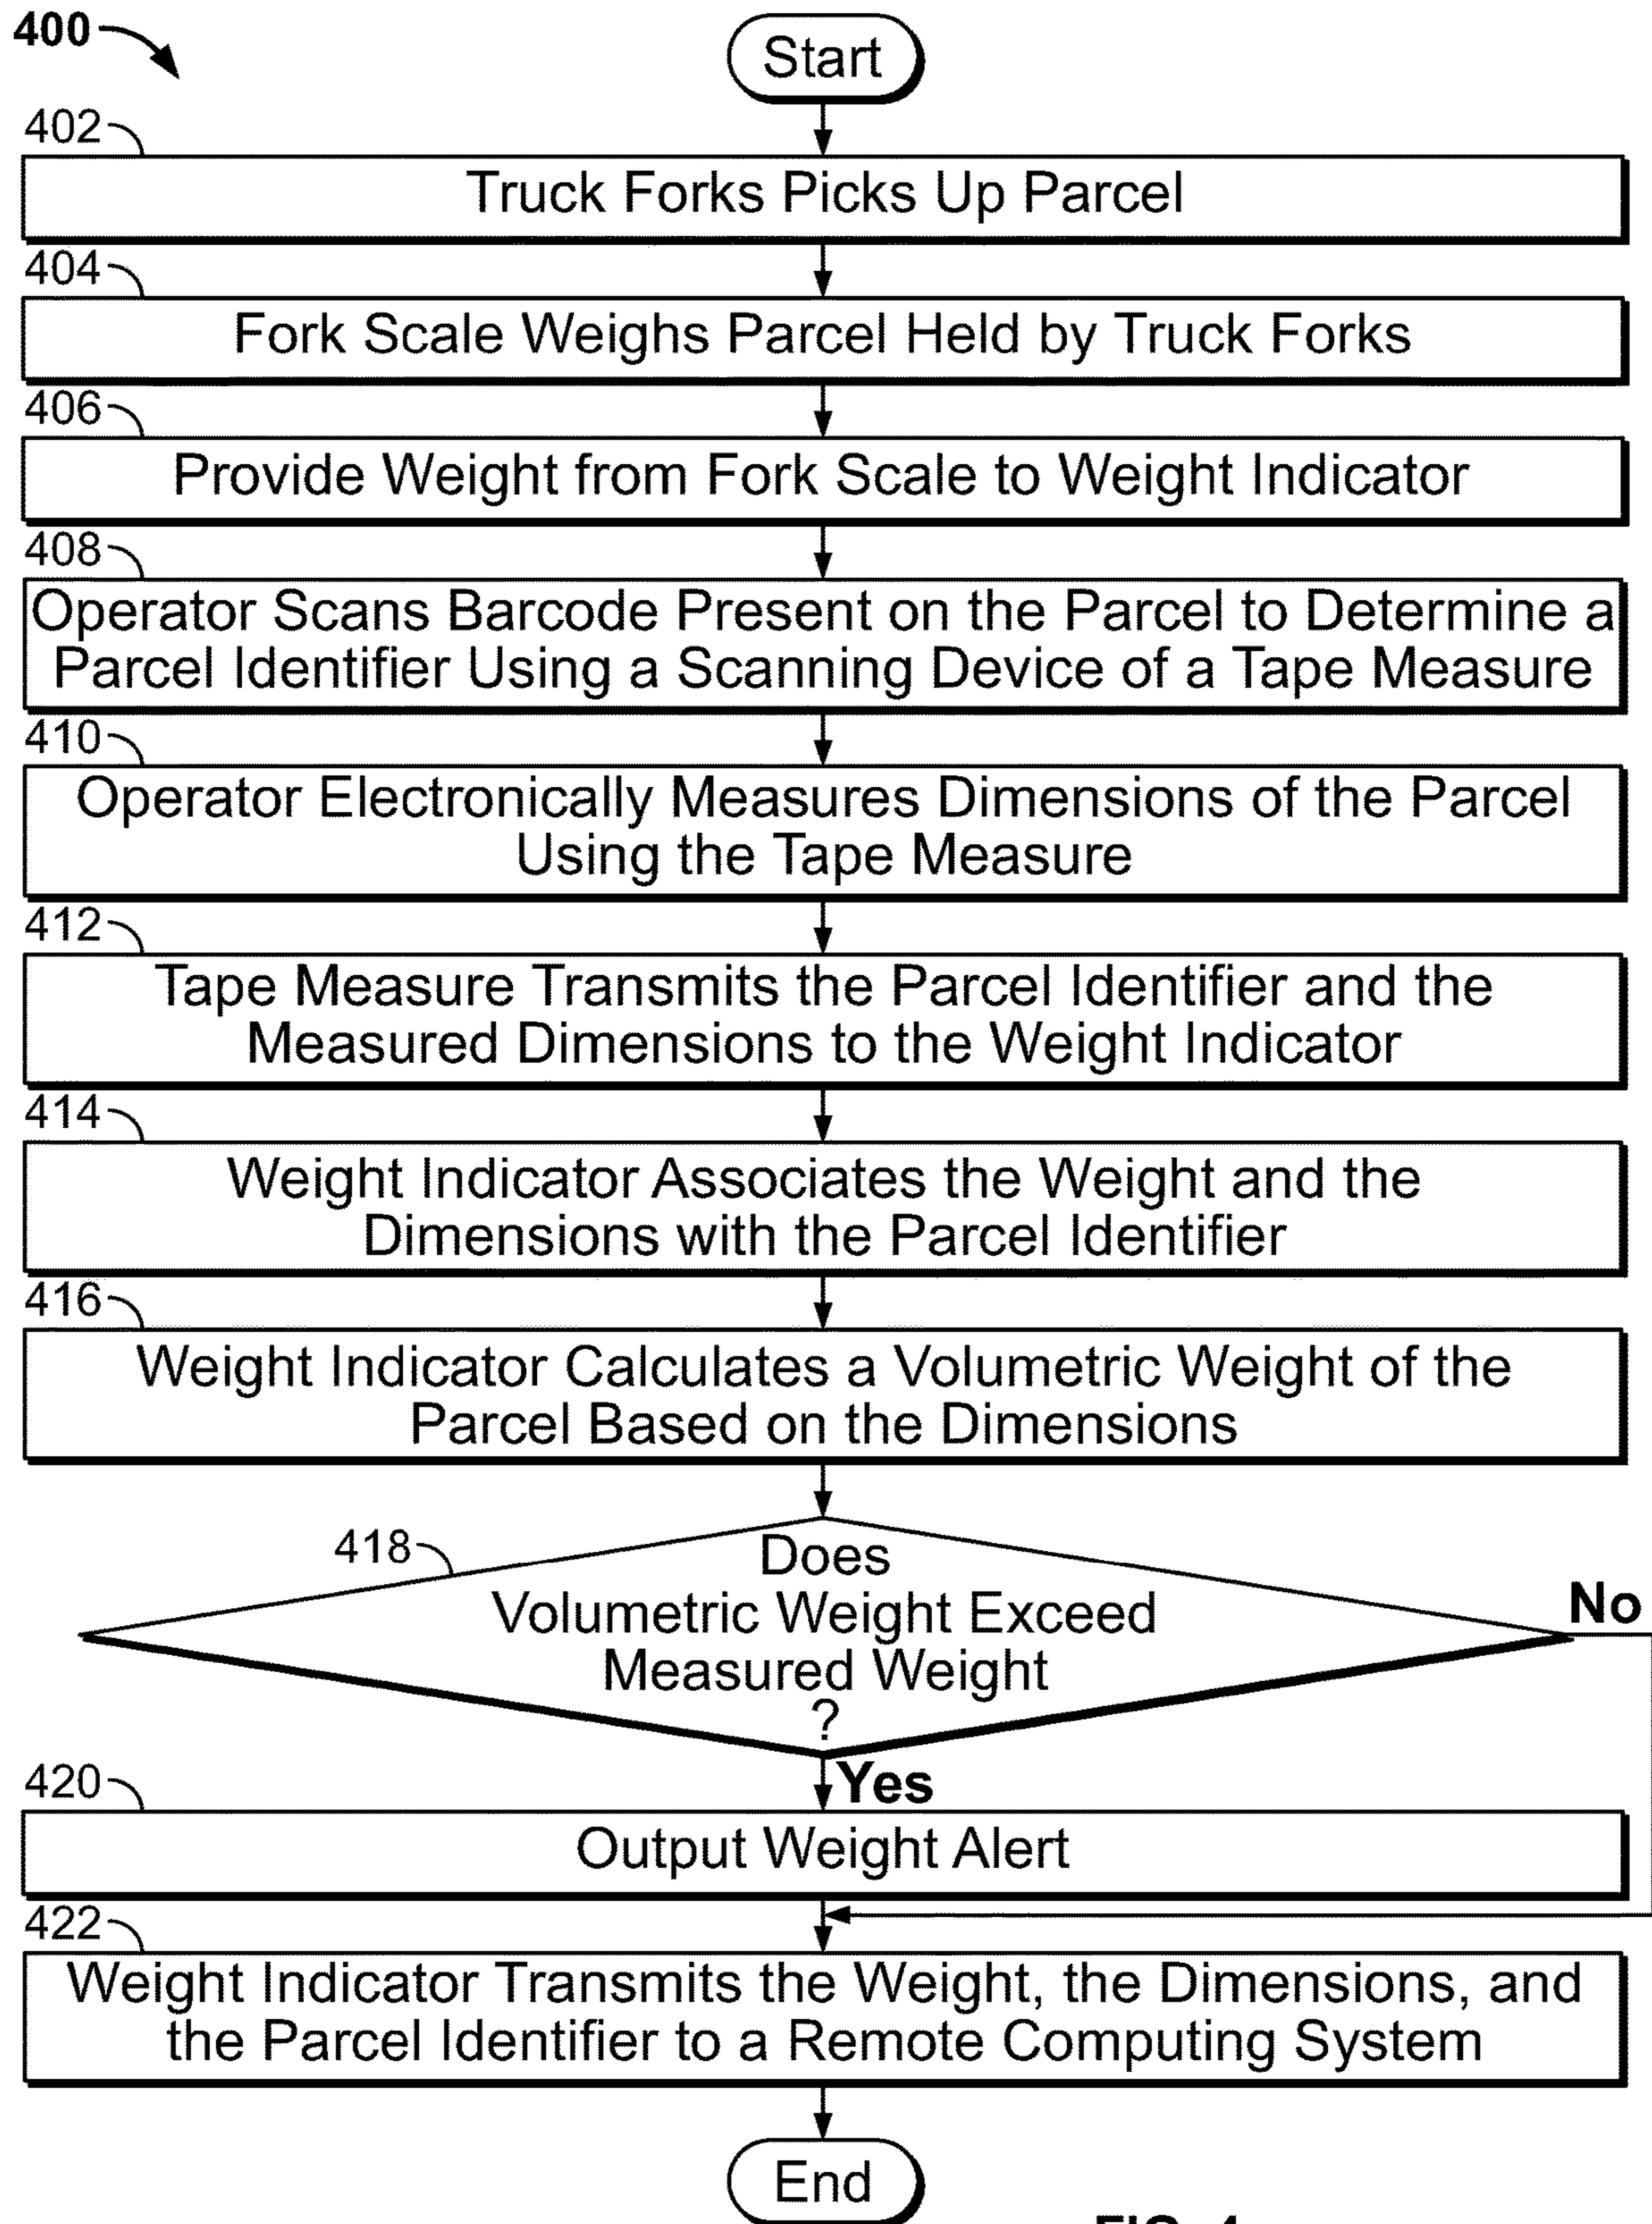 400
Start
402
Truck Forks Picks Up Parcel
404
Fork Scale Weighs Parcel Held by Truck Forks
406
Provide Weight from Fork Scale to Weight Indicator
408
Operator Scans Barcode Present on the Parcel to Determine a
Parcel Identifier Using a Scanning Device of a Tape Measure
410
Operator Electronically Measures Dimensions of the Parcel
Using the Tape Measure
412
Tape Measure Transmits the Parcel Identifier and the
Measured Dimensions to the Weight Indicator
414
Weight Indicator Associates the Weight and the
Dimensions with the Parcel Identifier
416
Weight Indicator Calculates a Volumetric Weight of the
Parcel Based on the Dimensions
418
Does
Volumetric Weight Exceed
Measured Weight
?
No
Yes
420
Output Weight Alert
422
Weight Indicator Transmits the Weight, the Dimensions, and
the Parcel Identifier to a Remote Computing System
End